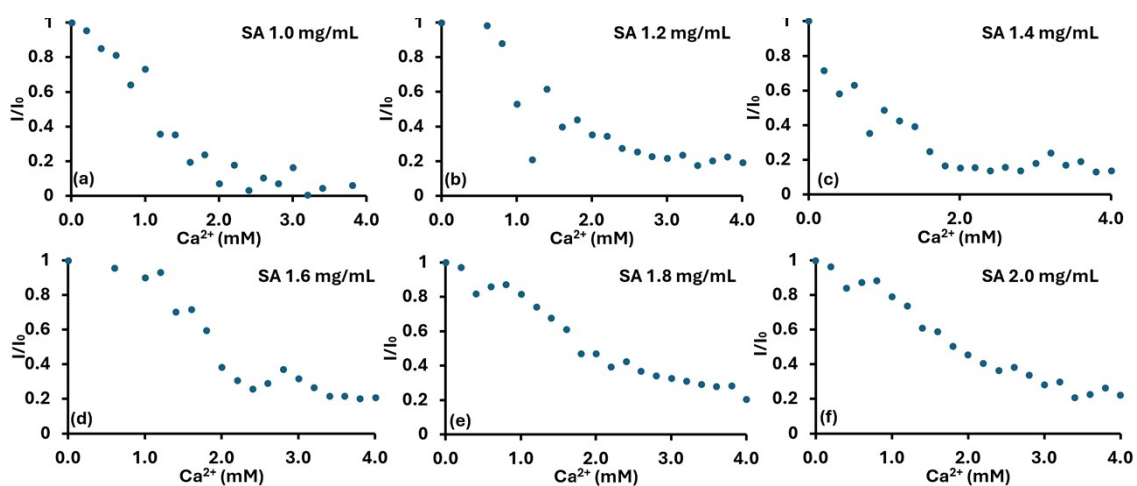 SA 1.0 mg/mL
1
0.8
0.6
0.4
0.2
0
I/I₀
(a)
0.0 1.0 2.0 3.0 4.0
Ca²⁺ (mM)
SA 1.2 mg/mL
1
0.8
0.6
0.4
0.2
0
I/I₀
(b)
0.0 1.0 2.0 3.0 4.0
Ca²⁺ (mM)
SA 1.4 mg/mL
1
0.8
0.6
0.4
0.2
0
I/I₀
(c)
0.0 2.0 4.0
Ca²⁺ (mM)
SA 1.6 mg/mL
1
0.8
0.6
0.4
0.2
0
I/I₀
(d)
0.0 1.0 2.0 3.0 4.0
Ca²⁺ (mM)
SA 1.8 mg/mL
1
0.8
0.6
0.4
0.2
0
I/I₀
(e)
0.0 1.0 2.0 3.0 4.0
Ca²⁺ (mM)
SA 2.0 mg/mL
1
0.8
0.6
0.4
0.2
0
I/I₀
(f)
0.0 1.0 2.0 3.0 4.0
Ca²⁺ (mM)